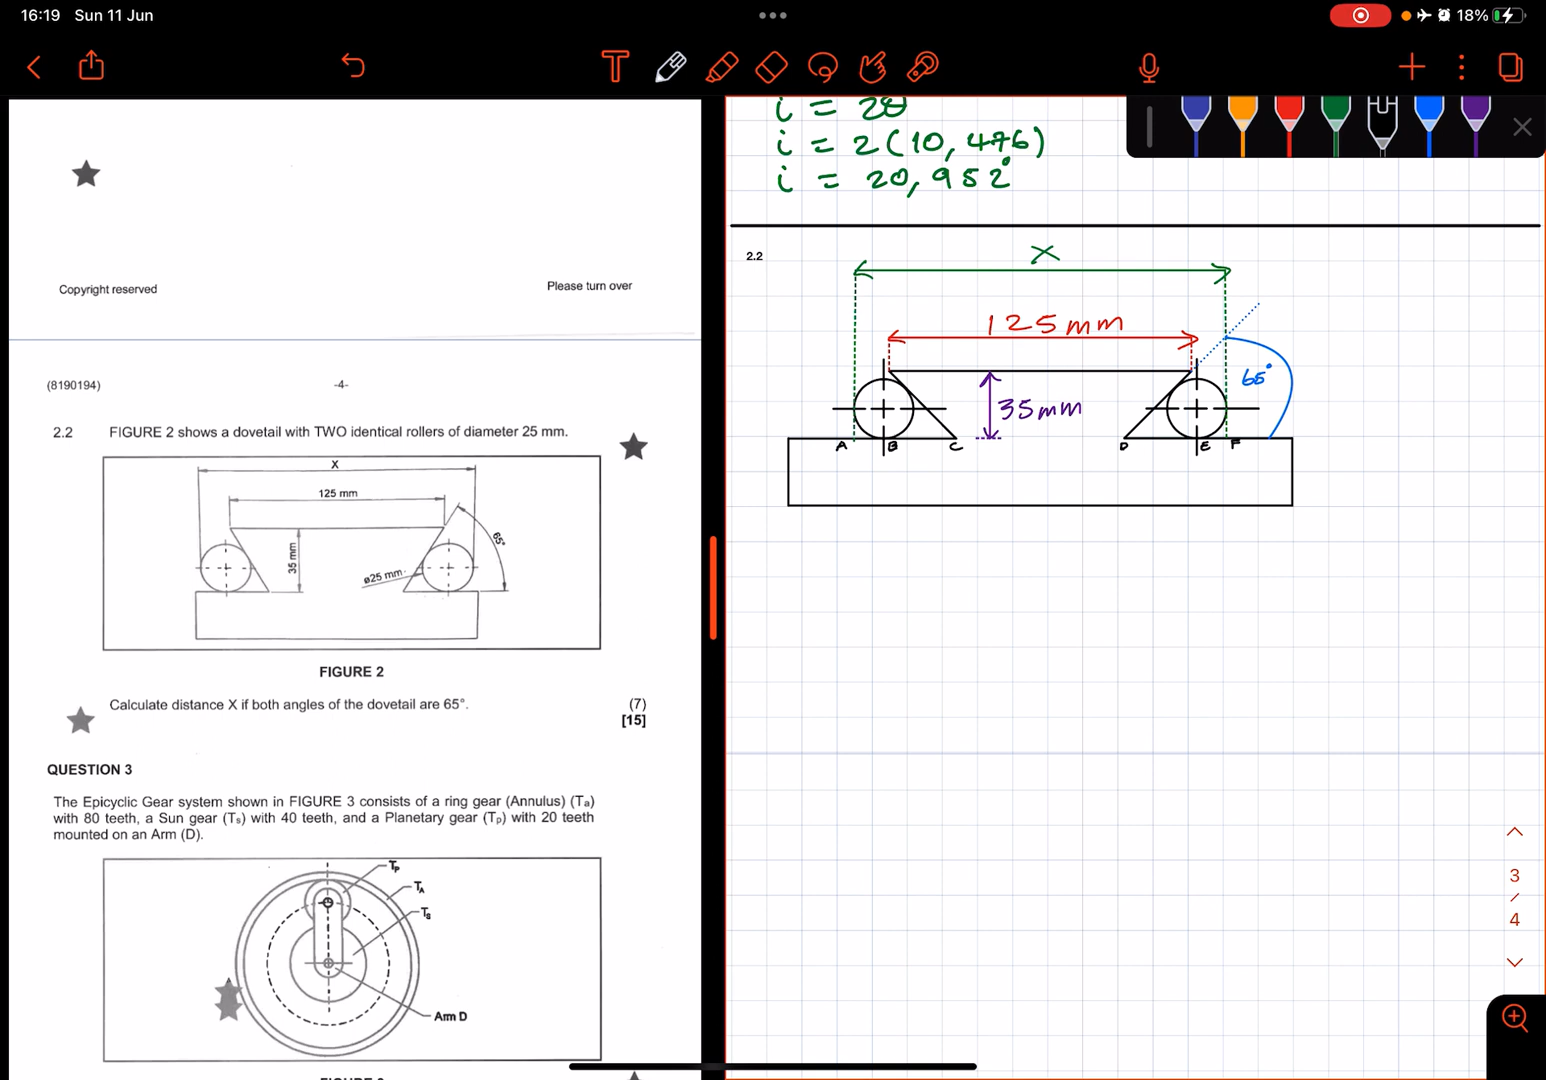 16:19 Sun 11 Jun
18%
Copyright reserved
Please turn over
(8190194)
-4-
2.2 FIGURE 2 shows a dovetail with TWO identical rollers of diameter 25 mm.
X
125 mm
35 mm
ø25 mm
65°
FIGURE 2
Calculate distance X if both angles of the dovetail are 65°.
(7)
[15]
QUESTION 3
The Epicyclic Gear system shown in FIGURE 3 consists of a ring gear (Annulus) (Ta)
with 80 teeth, a Sun gear (Ts) with 40 teeth, and a Planetary gear (Tp) with 20 teeth
mounted on an Arm (D).
TP
TA
TS
Arm D
i = 2θ
i = 2(10,476)
i = 20,952°
2.2
X
125mm
65°
35mm
A B C D E F
3
/
4